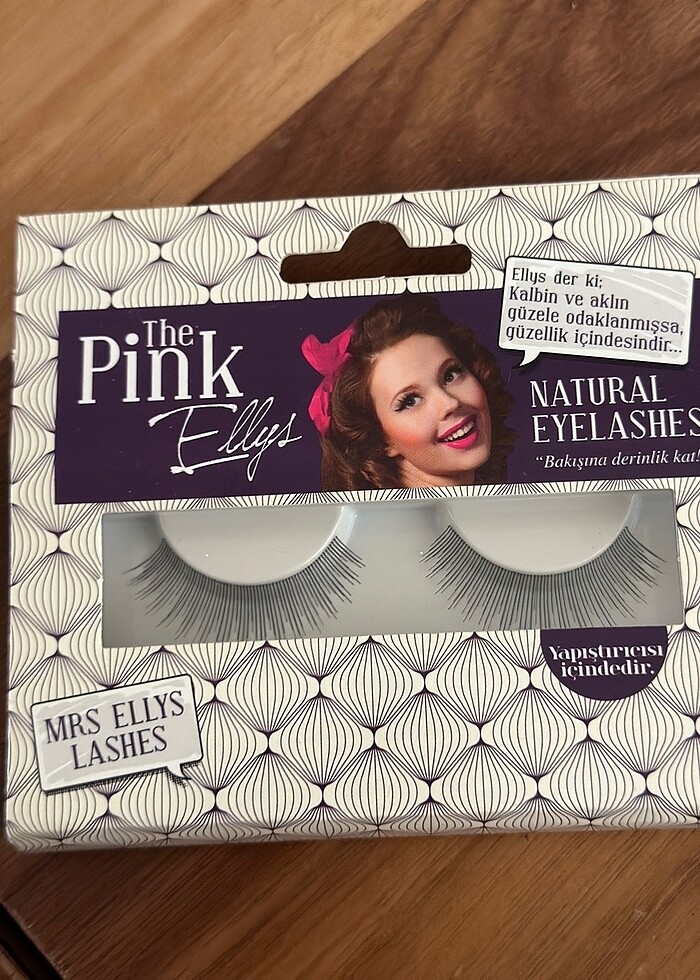 The
Pink
Ellys
Ellys der ki;
Kalbin ve aklın
güzele odaklanmışsa,
güzellik içindesindir...
NATURAL
EYELASHES
“Bakışına derinlik kat!
Yapıştırıcısı
içindedir.
MRS ELLYS
LASHES